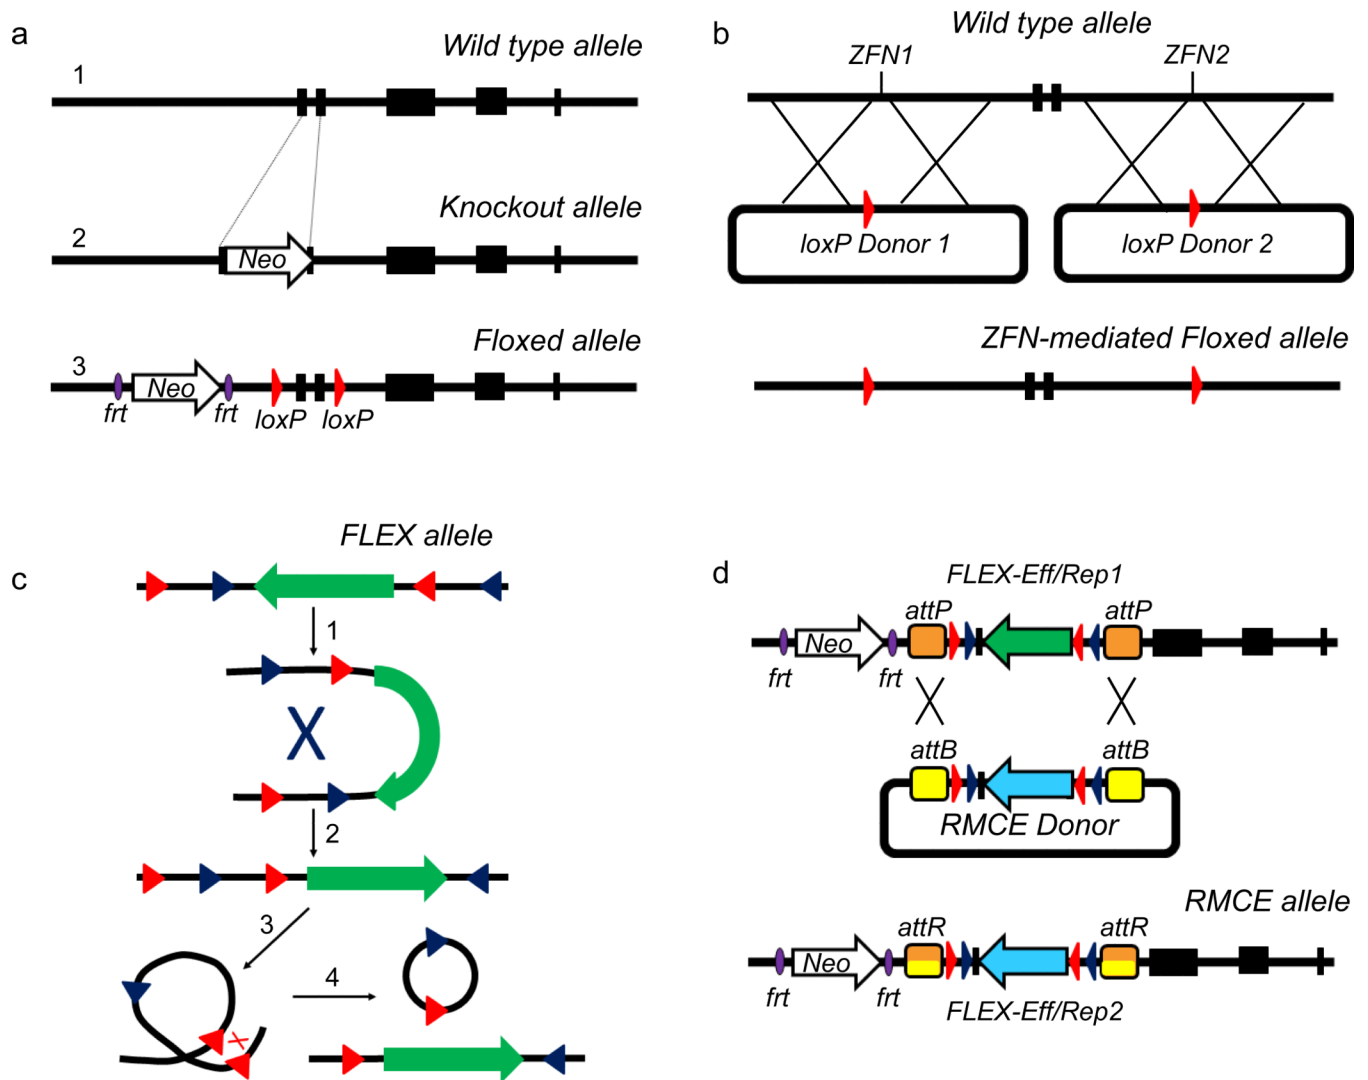 a
Wild type allele
1
Knockout allele
2
Neo
Floxed allele
3
Neo
frt
frt
loxP
loxP
b
Wild type allele
ZFN1
ZFN2
loxP Donor 1
loxP Donor 2
ZFN-mediated Floxed allele
c
FLEX allele
1
X
2
3
X
4
d
FLEX-Eff/Rep1
attP
attP
Neo
frt
frt
attB
attB
RMCE Donor
RMCE allele
attR
attR
Neo
frt
frt
FLEX-Eff/Rep2